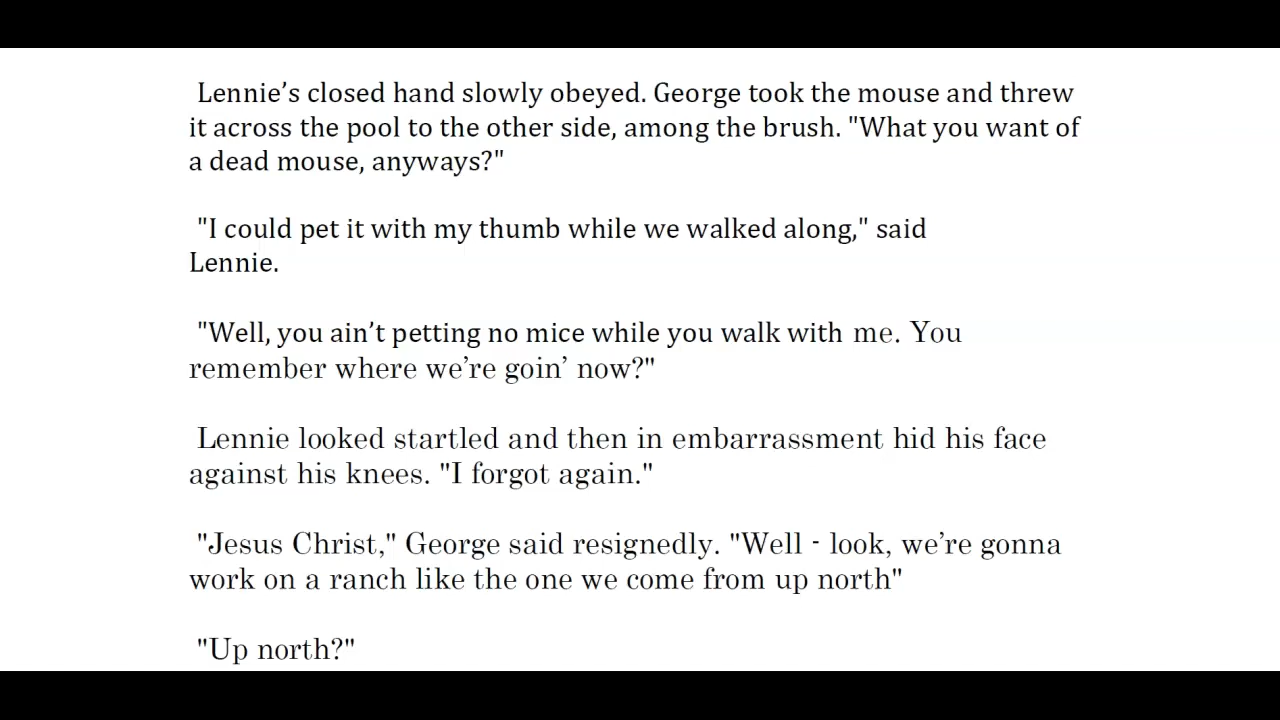 Lennie’s closed hand slowly obeyed. George took the mouse and threw
it across the pool to the other side, among the brush. "What you want of
a dead mouse, anyways?"
"I could pet it with my thumb while we walked along," said
Lennie.
"Well, you ain’t petting no mice while you walk with me. You
remember where we’re goin’ now?"
Lennie looked startled and then in embarrassment hid his face
against his knees. "I forgot again."
"Jesus Christ," George said resignedly. "Well - look, we’re gonna
work on a ranch like the one we come from up north"
"Up north?"